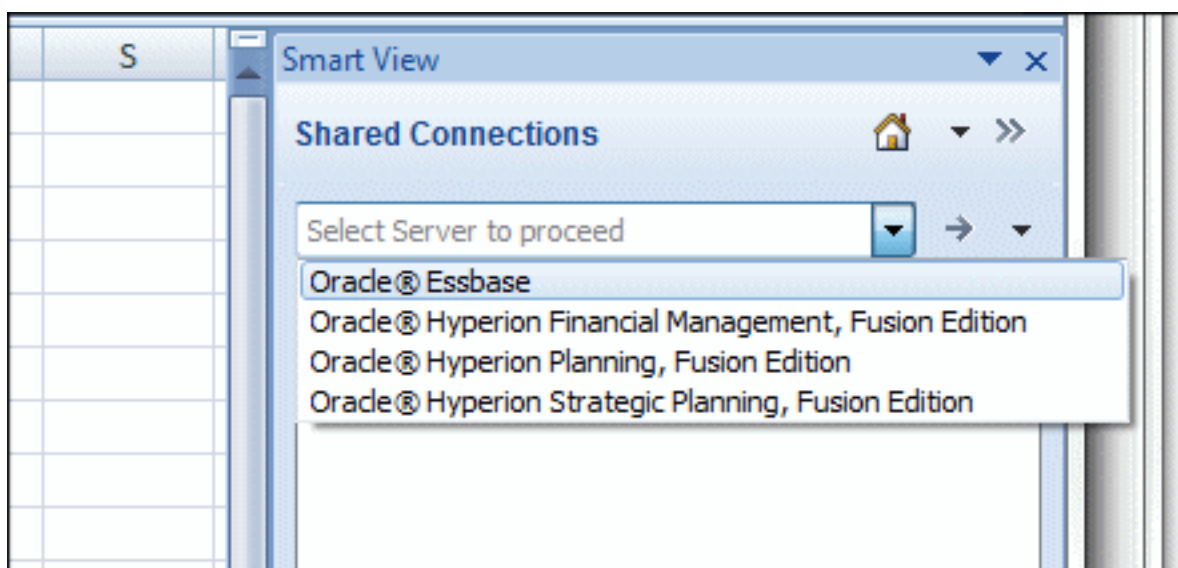 S
Smart View
Shared Connections
Select Server to proceed
Oracle® Essbase
Oracle® Hyperion Financial Management, Fusion Edition
Oracle® Hyperion Planning, Fusion Edition
Oracle® Hyperion Strategic Planning, Fusion Edition